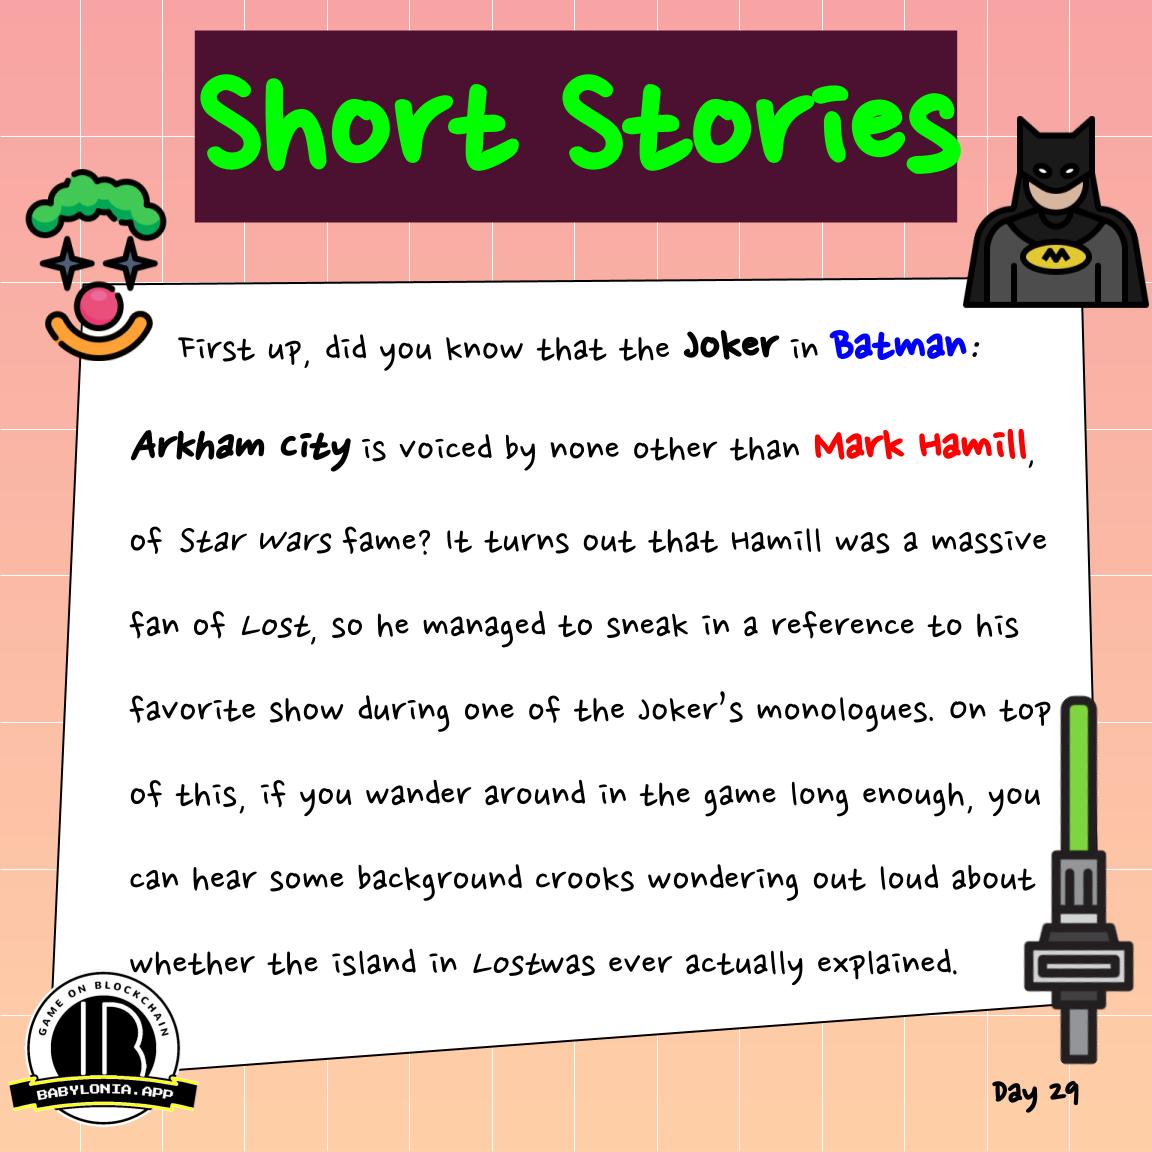 Short Stories
First up, did you know that the Joker in Batman:
Arkham City is voiced by none other than Mark Hamill,
of Star Wars fame? It turns out that Hamill was a massive
fan of Lost, so he managed to sneak in a reference to his
favorite show during one of the Joker's monologues. On top
of this, if you wander around in the game long enough, you
can hear some background crooks wondering out loud about
whether the island in Lostwas ever actually explained.
GAME ON BLOCKCHAIN
BABYLONIA.APP
Day 29